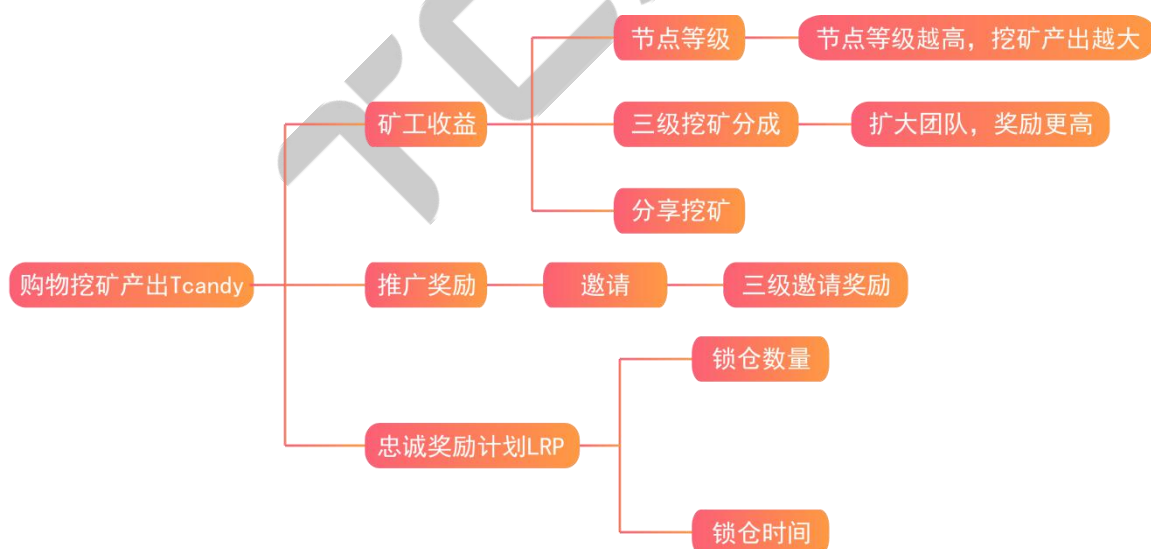 节点等级
节点等级越高，挖矿产出越大
矿工收益
三级挖矿分成
扩大团队，奖励更高
分享挖矿
购物挖矿产出Tcandy
推广奖励
邀请
三级邀请奖励
锁仓数量
忠诚奖励计划LRP
锁仓时间